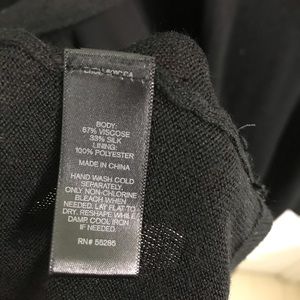 BODY:
67% VISCOSE
33% SILK
LINING:
100% POLYESTER
MADE IN CHINA
HAND WASH COLD
SEPARATELY,
ONLY NON-CHLORINE
BLEACH WHEN
NEEDED, LAY FLAT TO
DRY. RESHAPE WHILE
DAMP, COOL IRON
IF NEEDED.
RN# 55285